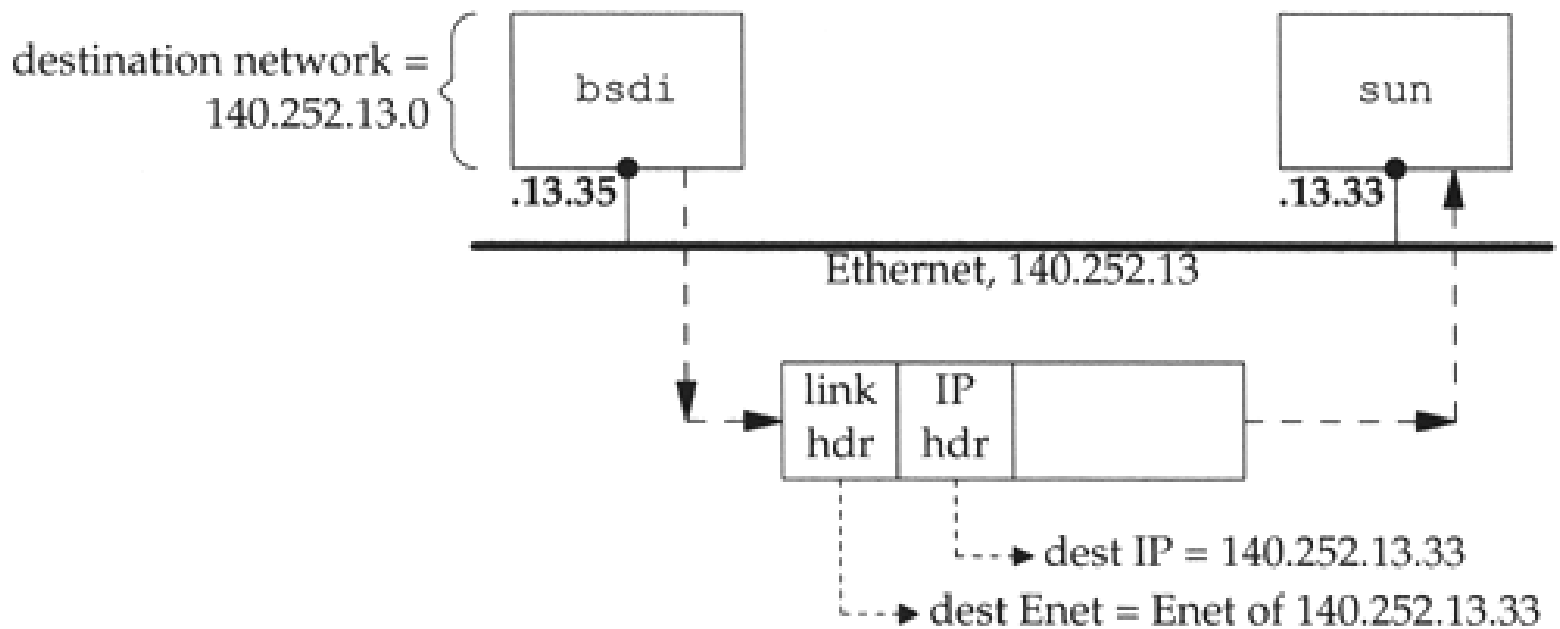 destination network =
140.252.13.0
bsdi
sun
.13.35
.13.33
Ethernet, 140.252.13
link
hdr
IP
hdr
dest IP = 140.252.13.33
dest Enet = Enet of 140.252.13.33